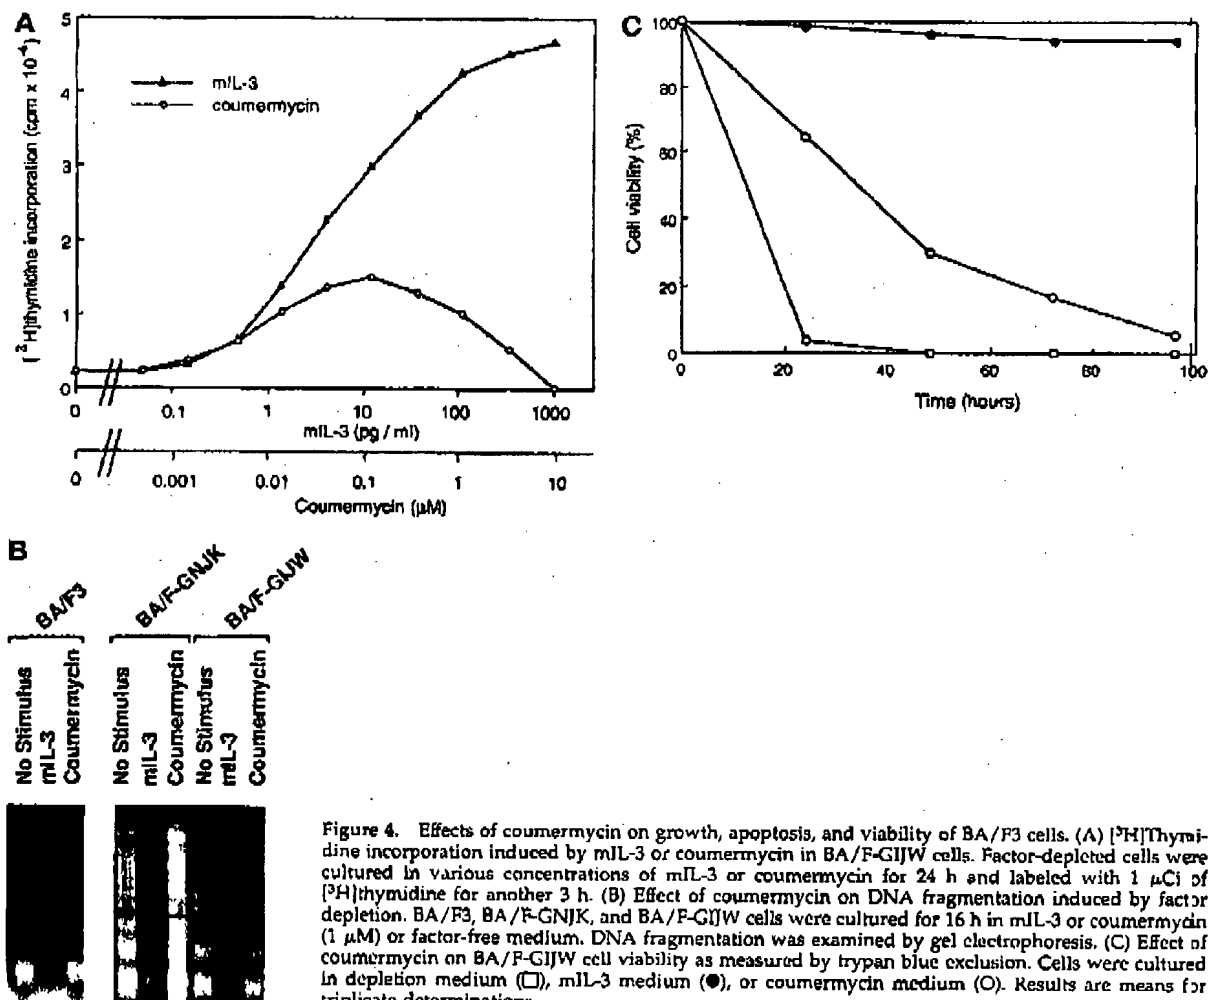 A
[ ³H]thymidine incorporation (cpm x 10⁻⁴)
5
4
3
2
1
0
mIL-3
coumermycin
0 0.1 1 10 100 1000
mIL-3 (pg / ml)
0 0.001 0.01 0.1 1 10
Coumermycin (µM)
C
Cell viability (%)
100
80
60
40
20
0
0 20 40 60 80 100
Time (hours)
B
BA/F3
BA/F-GNJK
BA/F-GIJW
No Stimulus
mIL-3
Coumermycin
No Stimulus
mIL-3
Coumermycin
No Stimulus
mIL-3
Coumermycin
Figure 4. Effects of coumermycin on growth, apoptosis, and viability of BA/F3 cells. (A) [³H]Thymi-
dine incorporation induced by mIL-3 or coumermycin in BA/F-GIJW cells. Factor-depleted cells were
cultured in various concentrations of mIL-3 or coumermycin for 24 h and labeled with 1 µCi of
[³H]thymidine for another 3 h. (B) Effect of coumermycin on DNA fragmentation induced by factor
depletion. BA/F3, BA/F-GNJK, and BA/F-GIJW cells were cultured for 16 h in mIL-3 or coumermycin
(1 µM) or factor-free medium. DNA fragmentation was examined by gel electrophoresis. (C) Effect of
coumermycin on BA/F-GIJW cell viability as measured by trypan blue exclusion. Cells were cultured
in depletion medium (□), mIL-3 medium (●), or coumermycin medium (O). Results are means for
triplicate determinations